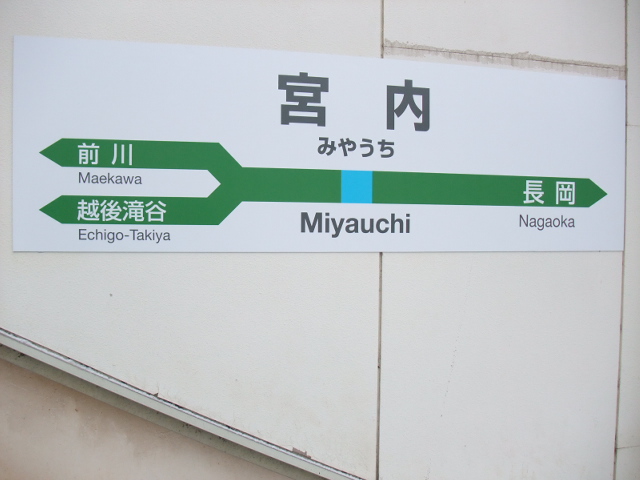 宮内
みやうち
前川
Maekawa
越後滝谷
Echigo-Takiya
長岡
Nagaoka
Miyauchi